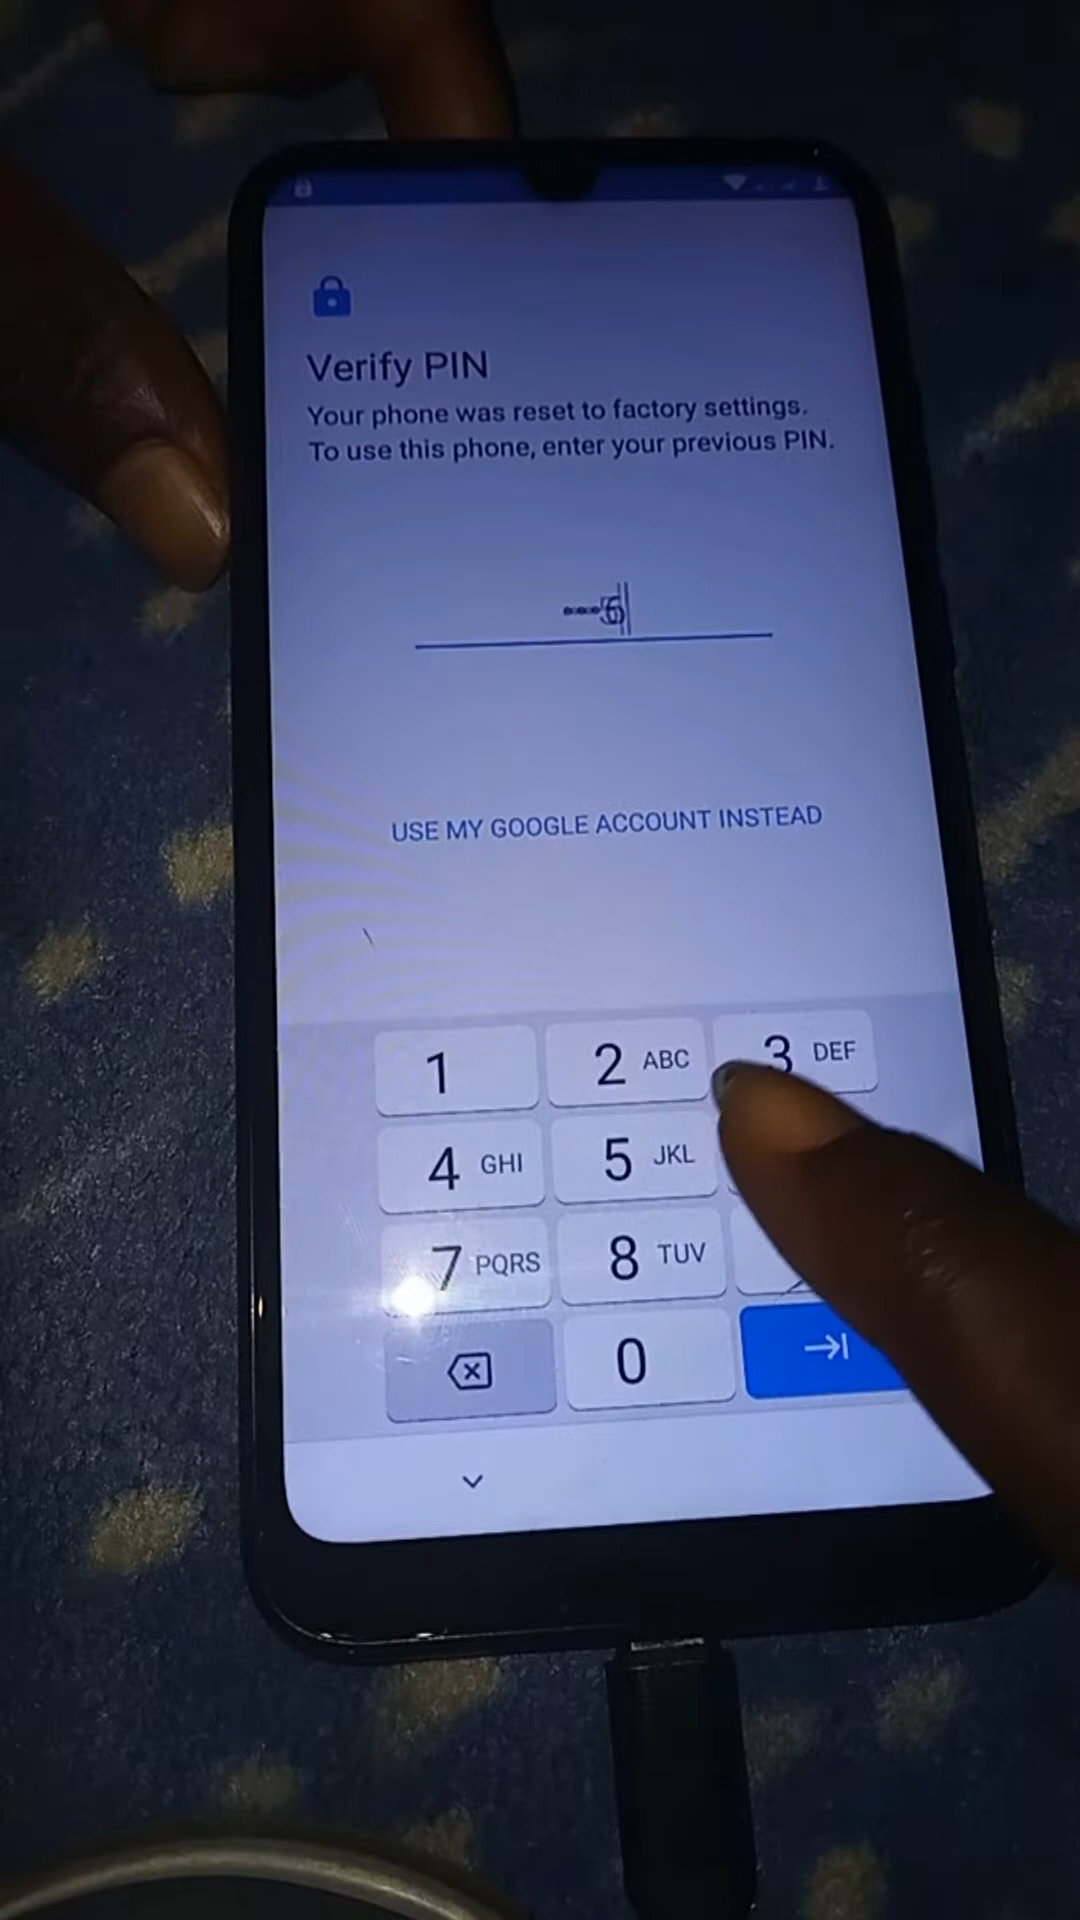 Verify PIN
Your phone was reset to factory settings.
To use this phone, enter your previous PIN.
USE MY GOOGLE ACCOUNT INSTEAD
1
2 ABC
3 DEF
4 GHI
5 JKL
7 PQRS
8 TUV
0